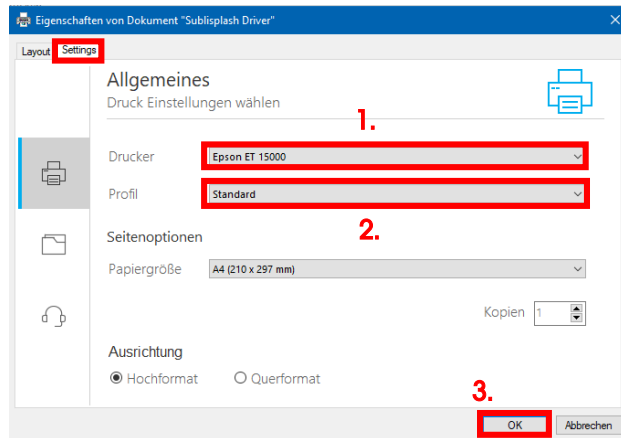 Eigenschaften von Dokument "Sublisplash Driver"
Layout Settings
Allgemeines
Druck Einstellungen wählen
1.
Drucker Epson ET 15000
Profil Standard
2.
Seitenoptionen
Papiergröße A4 (210 x 297 mm)
Kopien 1
Ausrichtung
Hochformat Querformat
3.
OK Abbrechen